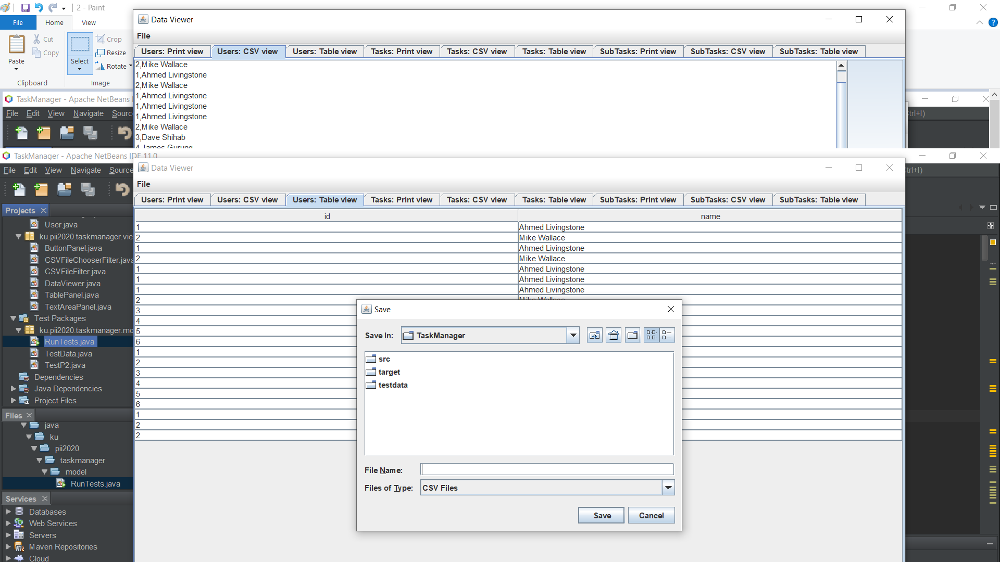 2 - Paint
File Home View
Paste
Cut
Copy
Clipboard
Select
Crop
Resize
Rotate
Image
Data Viewer
File
Users: Print view Users: CSV view Users: Table view Tasks: Print view Tasks: CSV view Tasks: Table view SubTasks: Print view SubTasks: CSV view SubTasks: Table view
2,Mike Wallace
1,Ahmed Livingstone
2,Mike Wallace
1,Ahmed Livingstone
1,Ahmed Livingstone
1,Ahmed Livingstone
2,Mike Wallace
3,Dave Shihab
4,James Gurung
TaskManager - Apache NetBeans
File Edit View Navigate Sourc
trl+I)
TaskManager - Apache NetBeans IDE 11.0
File Edit View Navigate Source
trl+I)
Data Viewer
File
Users: Print view Users: CSV view Users: Table view Tasks: Print view Tasks: CSV view Tasks: Table view SubTasks: Print view SubTasks: CSV view SubTasks: Table view
id name
1 Ahmed Livingstone
2 Mike Wallace
1 Ahmed Livingstone
2 Mike Wallace
1 Ahmed Livingstone
1 Ahmed Livingstone
1 Ahmed Livingstone
2 Mike Wallace
3
4
5
6
1
2
3
4
5
6
1
2
2
Projects
User.java
ku.pii2020.taskmanager.vie
ButtonPanel.java
CSVFileChooserFilter.java
CSVFileFilter.java
DataViewer.java
TablePanel.java
TextAreaPanel.java
Test Packages
ku.pii2020.taskmanager.mo
RunTests.java
TestData.java
TestP2.java
Dependencies
Java Dependencies
Project Files
Files
java
ku
pii2020
taskmanager
model
RunTests.java
Services
Databases
Web Services
Servers
Maven Repositories
Cloud
Save
Save In: TaskManager
src
target
testdata
File Name:
Files of Type: CSV Files
Save Cancel